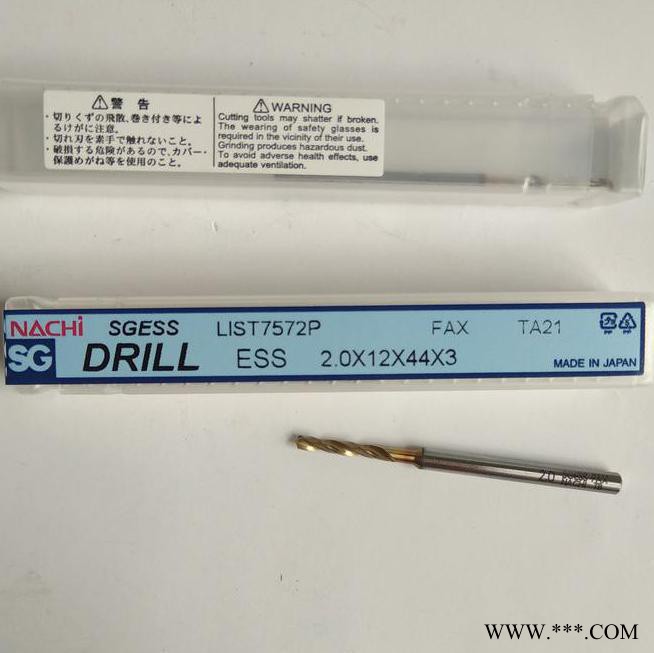 ⚠警告
・切りくずの飛散、巻き付き等によ
るけがに注意。
・切れ刃を素手で触れないこと。
・破損する危険があるので、カバー・
保護めがね等を使用のこと。
⚠WARNING
Cutting tools may shatter if broken.
The wearing of safety glasses is
required in the vicinity of their use.
Grinding produces hazardous dust.
To avoid adverse health effects, use
adequate ventilation.
NACHi SGESS LIST7572P FAX TA21
SG DRILL ESS 2.0X12X44X3
MADE IN JAPAN
2.0
WWW.***.COM